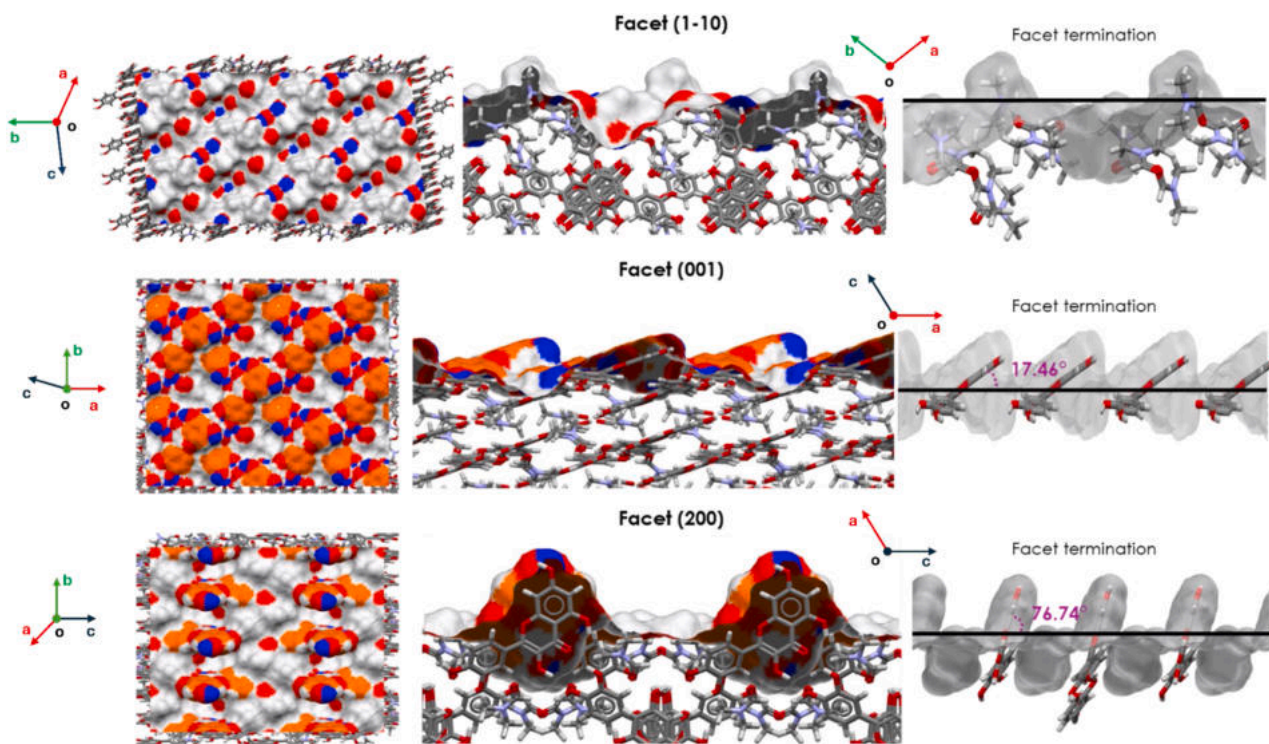 Facet (1-10)
a
b
o
c
b
a
o
Facet termination
Facet (001)
b
c
o
a
c
o
a
Facet termination
17.46°
Facet (200)
b
a
o
c
a
o
c
Facet termination
76.74°